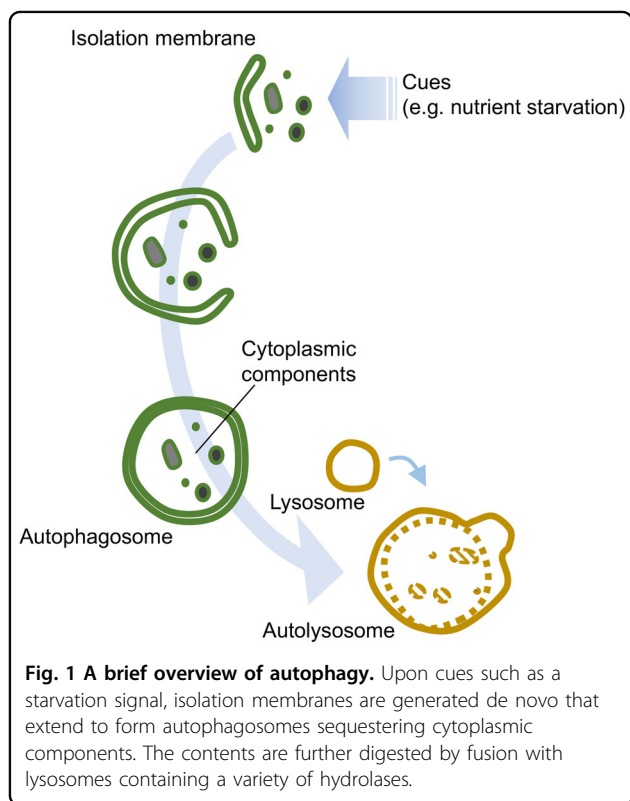 Isolation membrane
Cues
(e.g. nutrient starvation)
Cytoplasmic
components
Lysosome
Autophagosome
Autolysosome
Fig. 1 A brief overview of autophagy. Upon cues such as a
starvation signal, isolation membranes are generated de novo that
extend to form autophagosomes sequestering cytoplasmic
components. The contents are further digested by fusion with
lysosomes containing a variety of hydrolases.